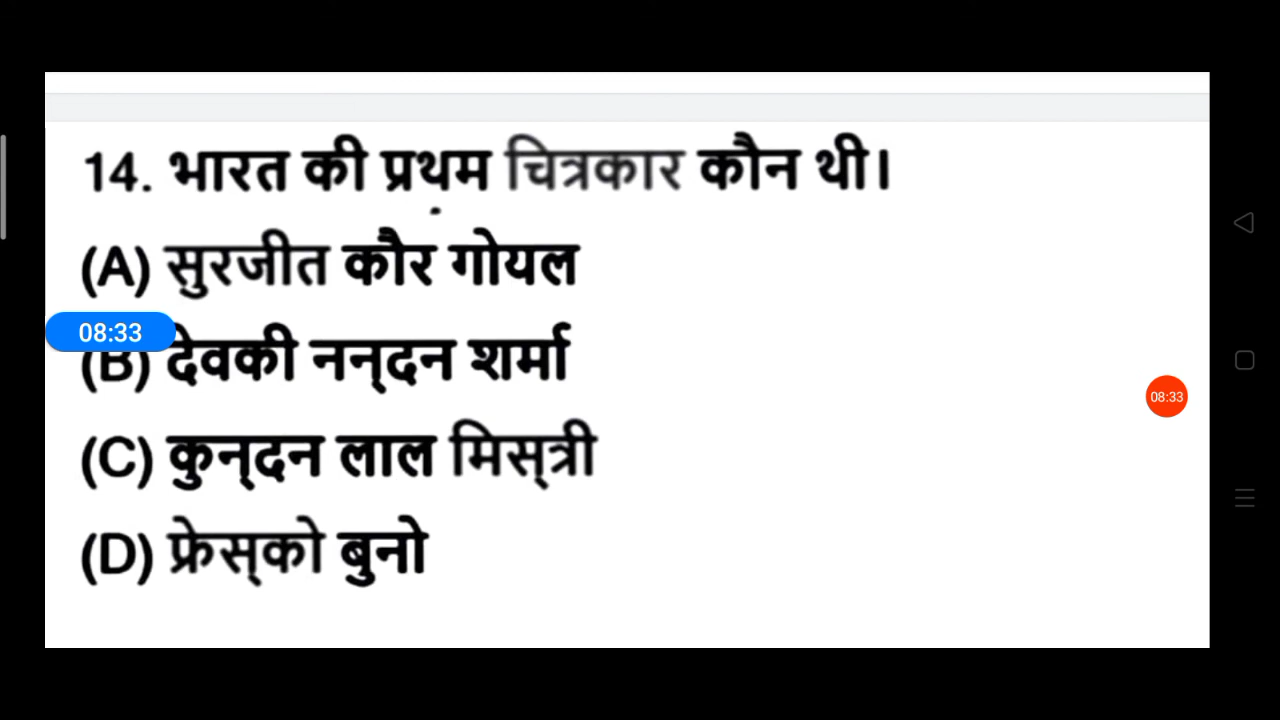 14. भारत की प्रथम चित्रकार कौन थी।
(A) सुरजीत कौर गोयल
08:33
(B) देवकी नन्‌दन शर्मा
08:33
(C) कुन्‌दन लाल मिस्‌त्री
(D) फ्रेस्‌को बुनो